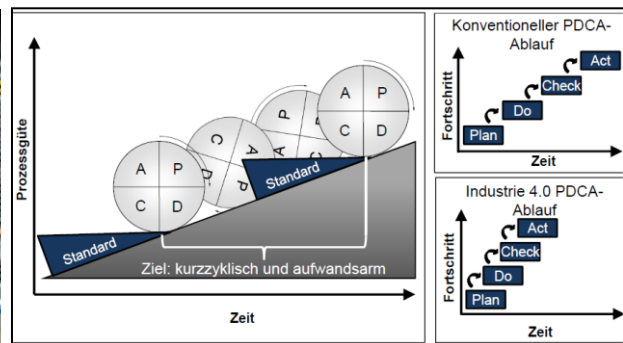 Prozessgüte
A P
C D
C A
D P
P
A C
A P
C D
Standard
Standard
Ziel: kurzzyklisch und aufwandsarm
Zeit
Konventioneller PDCA-
Ablauf
Fortschritt
Act
Check
Do
Plan
Zeit
Industrie 4.0 PDCA-
Ablauf
Fortschritt
Act
Check
Do
Plan
Zeit